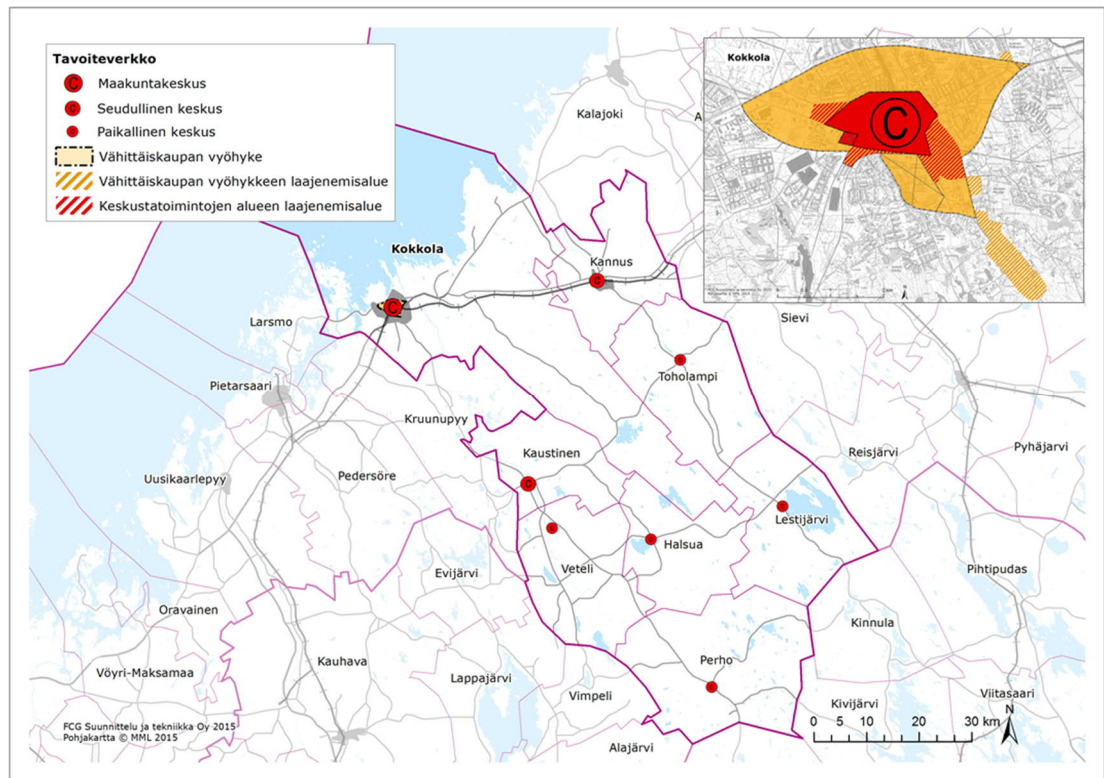 Tavoiteverkko
C Maakuntakeskus
c Seudullinen keskus
c Paikallinen keskus
Vähittäiskaupan vyöhyke
Vähittäiskaupan vyöhykkeen laajenemisalue
Keskustatoimintojen alueen laajenemisalue
Kokkola
C
Kalajoki
Kokkola
C
Kannus
c
Larsmo
Sievi
c
Toholampi
Pietarsaari
Kruunupyy
Kaustinen
Reisjärvi
Pyhäjarvi
Uusikaarlepyy
Pedersöre
c
c
Lestijärvi
c
c
Halsua
Veteli
Evijärvi
Pihtipudas
Oravainen
Kinnula
Vöyri-Maksamaa
Kauhava
Lappajärvi
Perho
c
Vimpeli
Kivijärvi
Viitasaari
N
0 5 10 20 30 km
Alajärvi
FCG Suunnittelu ja tekniikka Oy 2015
Pohjakartta © MML 2015